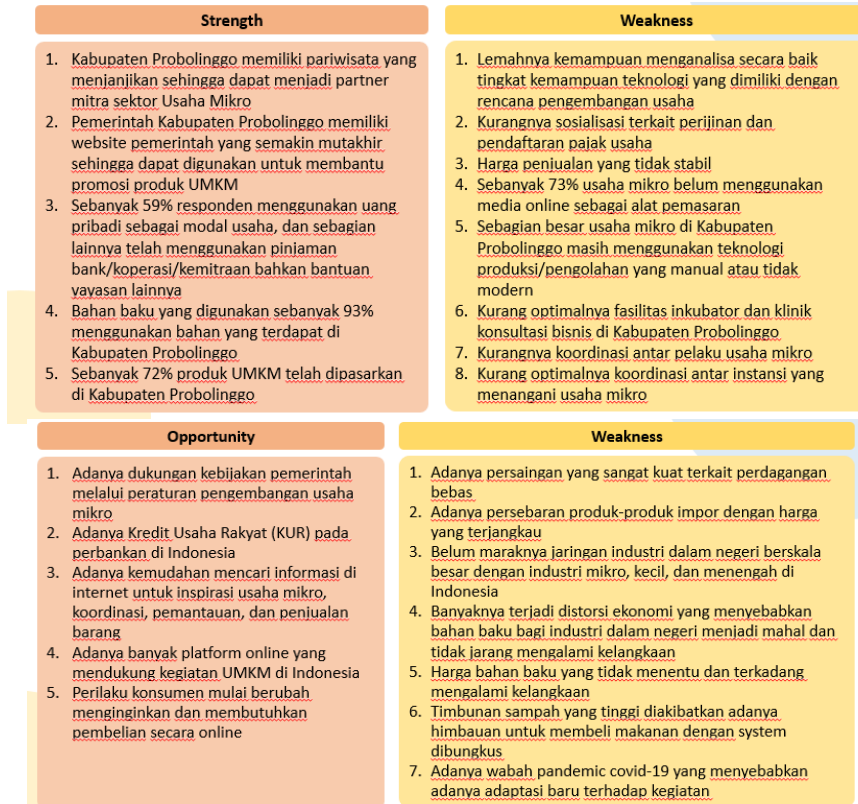 Strength
1. Kabupaten Probolinggo memiliki pariwisata yang
menjanjikan sehingga dapat menjadi partner
mitra sektor Usaha Mikro
2. Pemerintah Kabupaten Probolinggo memiliki
website pemerintah yang semakin mutakhir
sehingga dapat digunakan untuk membantu
promosi produk UMKM
3. Sebanyak 59% responden menggunakan uang
pribadi sebagai modal usaha, dan sebagian
lainnya telah menggunakan pinjaman
bank/koperasi/kemitraan bahkan bantuan
yayasan lainnya
4. Bahan baku yang digunakan sebanyak 93%
menggunakan bahan yang terdapat di
Kabupaten Probolinggo
5. Sebanyak 72% produk UMKM telah dipasarkan
di Kabupaten Probolinggo
Weakness
1. Lemahnya kemampuan menganalisa secara baik
tingkat kemampuan teknologi yang dimiliki dengan
rencana pengembangan usaha
2. Kurangnya sosialisasi terkait perijinan dan
pendaftaran pajak usaha
3. Harga penjualan yang tidak stabil
4. Sebanyak 73% usaha mikro belum menggunakan
media online sebagai alat pemasaran
5. Sebagian besar usaha mikro di Kabupaten
Probolinggo masih menggunakan teknologi
produksi/pengolahan yang manual atau tidak
modern
6. Kurang optimalnya fasilitas inkubator dan klinik
konsultasi bisnis di Kabupaten Probolinggo
7. Kurangnya koordinasi antar pelaku usaha mikro
8. Kurang optimalnya koordinasi antar instansi yang
menangani usaha mikro
Opportunity
1. Adanya dukungan kebijakan pemerintah
melalui peraturan pengembangan usaha
mikro
2. Adanya Kredit Usaha Rakyat (KUR) pada
perbankan di Indonesia
3. Adanya kemudahan mencari informasi di
internet untuk inspirasi usaha mikro,
koordinasi, pemantauan, dan penjualan
barang
4. Adanya banyak platform online yang
mendukung kegiatan UMKM di Indonesia
5. Perilaku konsumen mulai berubah
menginginkan dan membutuhkan
pembelian secara online
Weakness
1. Adanya persaingan yang sangat kuat terkait perdagangan
bebas
2. Adanya persebaran produk-produk impor dengan harga
yang terjangkau
3. Belum maraknya jaringan industri dalam negeri berskala
besar dengan industri mikro, kecil, dan menengah di
Indonesia
4. Banyaknya terjadi distorsi ekonomi yang menyebabkan
bahan baku bagi industri dalam negeri menjadi mahal dan
tidak jarang mengalami kelangkaan
5. Harga bahan baku yang tidak menentu dan terkadang
mengalami kelangkaan
6. Timbunan sampah yang tinggi diakibatkan adanya
himbauan untuk membeli makanan dengan system
dibungkus
7. Adanya wabah pandemic covid-19 yang menyebabkan
adanya adaptasi baru terhadap kegiatan